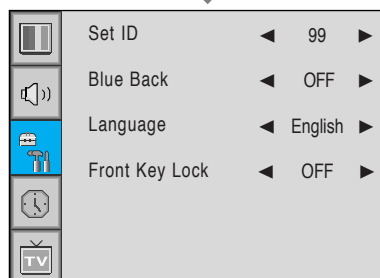 Set ID ◄ 99 ►
Blue Back ◄ OFF ►
Language ◄ English ►
Front Key Lock ◄ OFF ►
TV